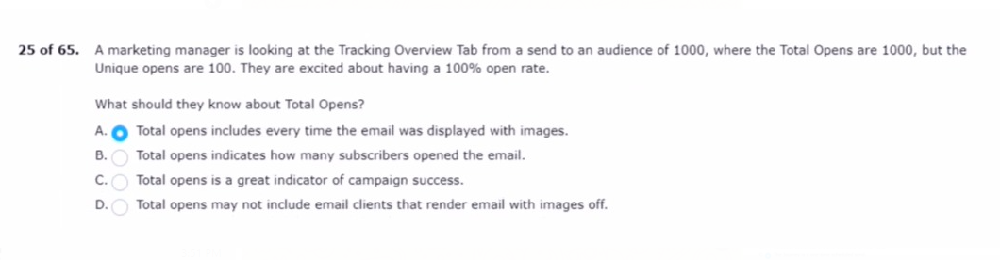 25 of 65. A marketing manager is looking at the Tracking Overview Tab from a send to an audience of 1000, where the Total Opens are 1000, but the
Unique opens are 100. They are excited about having a 100% open rate.
What should they know about Total Opens?
A. Total opens includes every time the email was displayed with images.
B. Total opens indicates how many subscribers opened the email.
C. Total opens is a great indicator of campaign success.
D. Total opens may not include email clients that render email with images off.